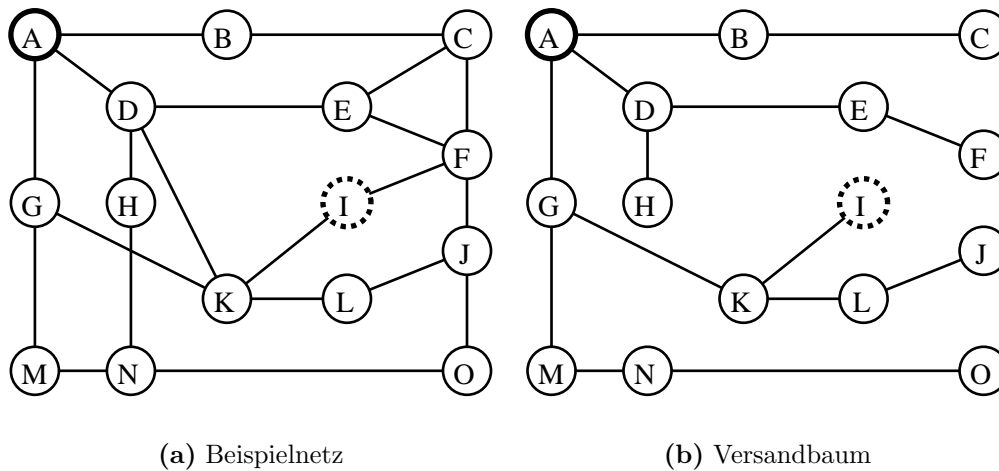 A B C A B C
D E D E
F F
G H I G H I
J J
K L K L
M N O M N O
(a) Beispielnetz (b) Versandbaum